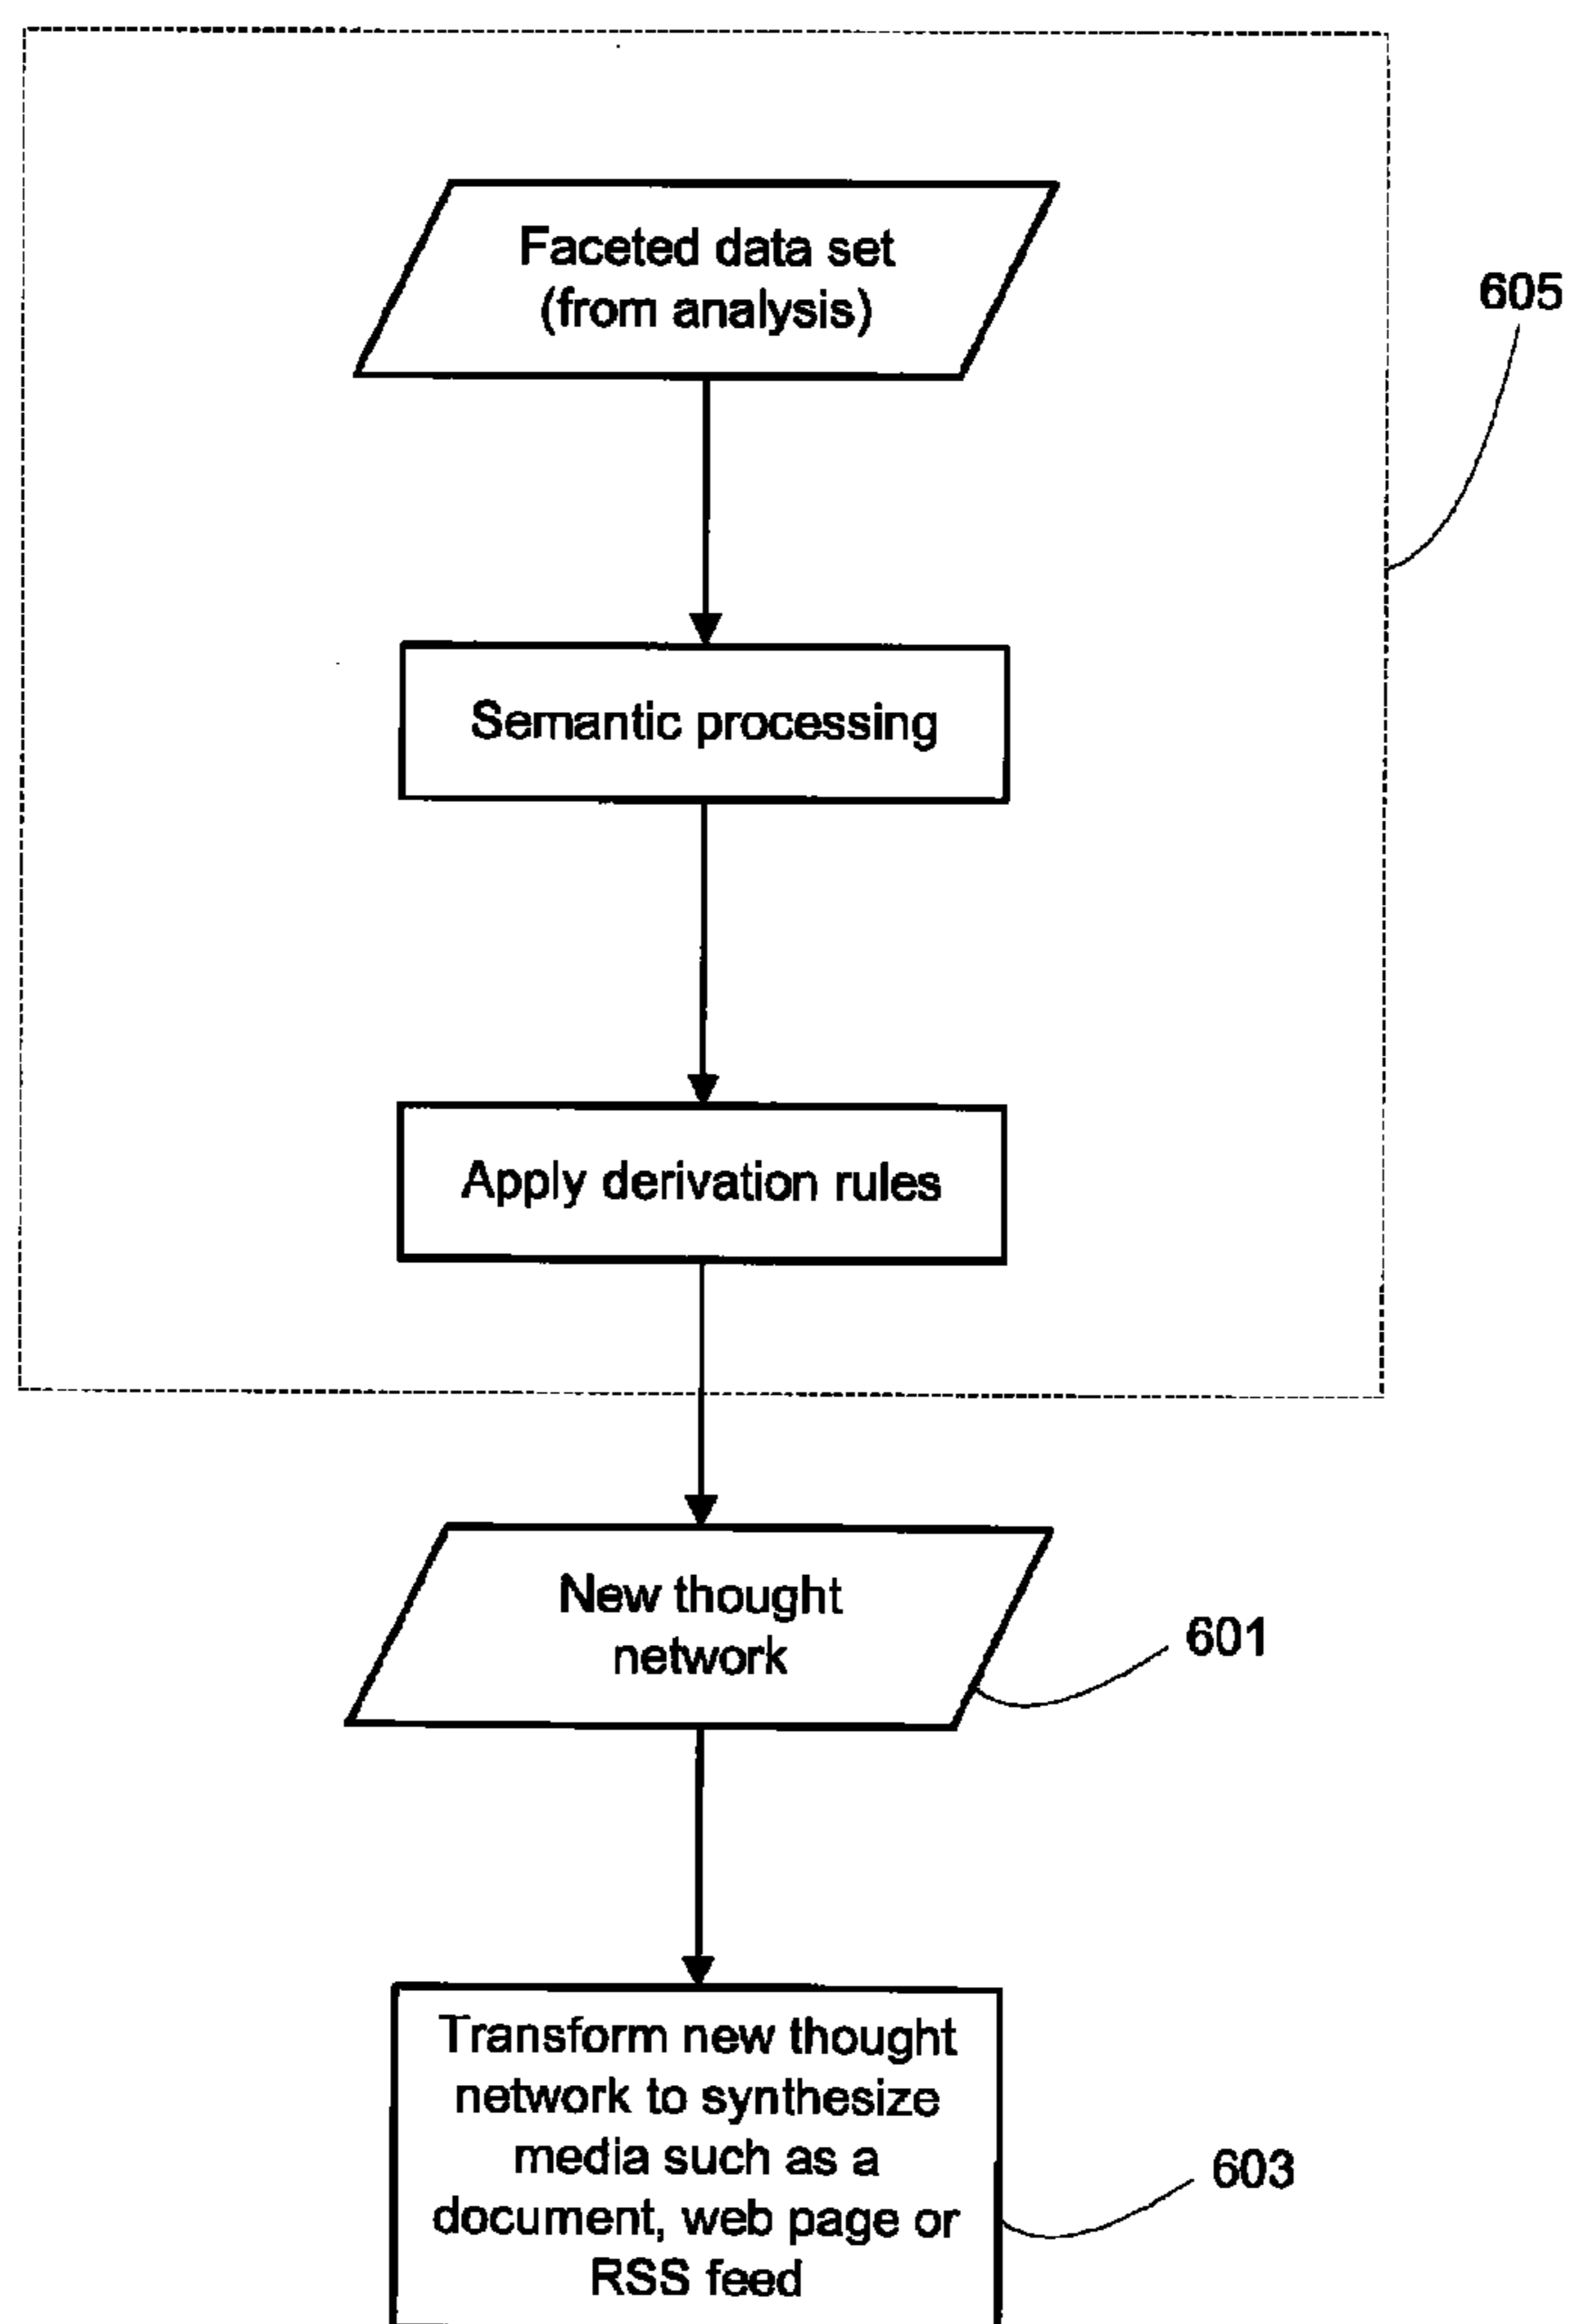 Faceted data set
(from analysis)
605
Semantic processing
Apply derivation rules
New thought
network
601
Transform new thought
network to synthesize
media such as a
document, web page or
RSS feed
603